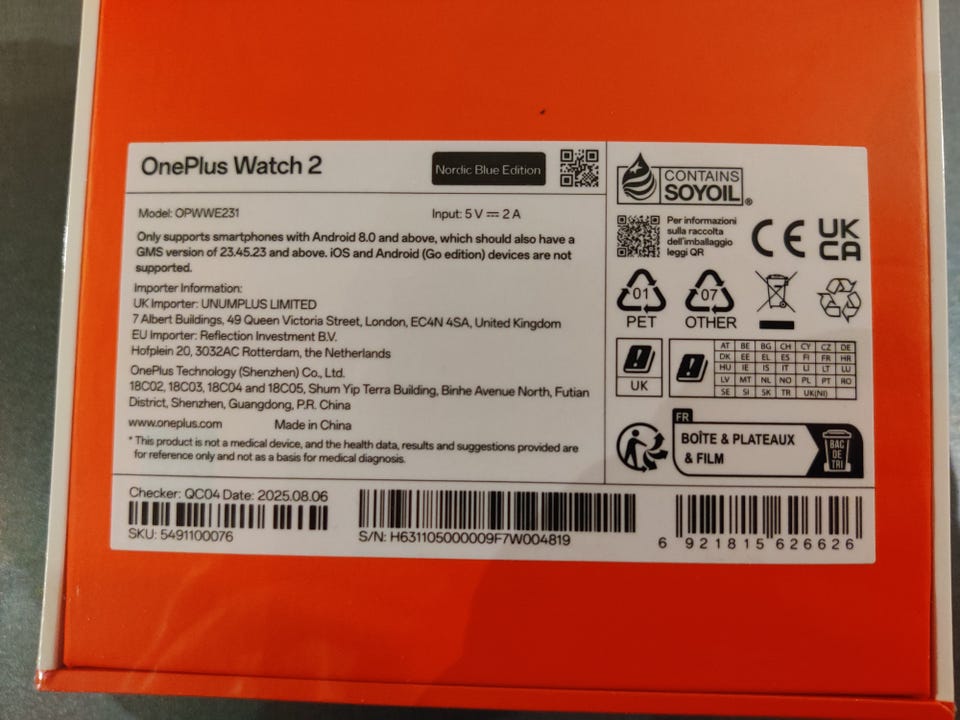 OnePlus Watch 2
Nordic Blue Edition
Model: OPWWE231
Input: 5 V ⎓ 2 A
Only supports smartphones with Android 8.0 and above, which should also have a
GMS version of 23.45.23 and above. iOS and Android (Go edition) devices are not
supported.
Importer Information:
UK Importer: UNUMPLUS LIMITED
7 Albert Buildings, 49 Queen Victoria Street, London, EC4N 4SA, United Kingdom
EU Importer: Reflection Investment B.V.
Hofplein 20, 3032AC Rotterdam, the Netherlands
OnePlus Technology (Shenzhen) Co., Ltd.
18C02, 18C03, 18C04 and 18C05, Shum Yip Terra Building, Binhe Avenue North, Futian
District, Shenzhen, Guangdong, P.R. China
www.oneplus.com
Made in China
* This product is not a medical device, and the health data, results and suggestions provided are
for reference only and not as a basis for medical diagnosis.
CONTAINS
SOYOIL®
Per informazioni
sulla raccolta
dell'imballaggio
leggi QR
CE
UK
CA
01
PET
07
OTHER
UK
AT BE BG CH CY CZ DE
DK EE EL ES FI FR HR
HU IE IS IT LI LT LU
LV MT NL NO PL PT RO
SE SI SK TR UK(NI)
FR
BOÎTE & PLATEAUX
& FILM
BAC
DE
TRI
Checker: QC04 Date: 2025.08.06
SKU: 5491100076
S/N: H631105000009F7W004819
6 921815 626626